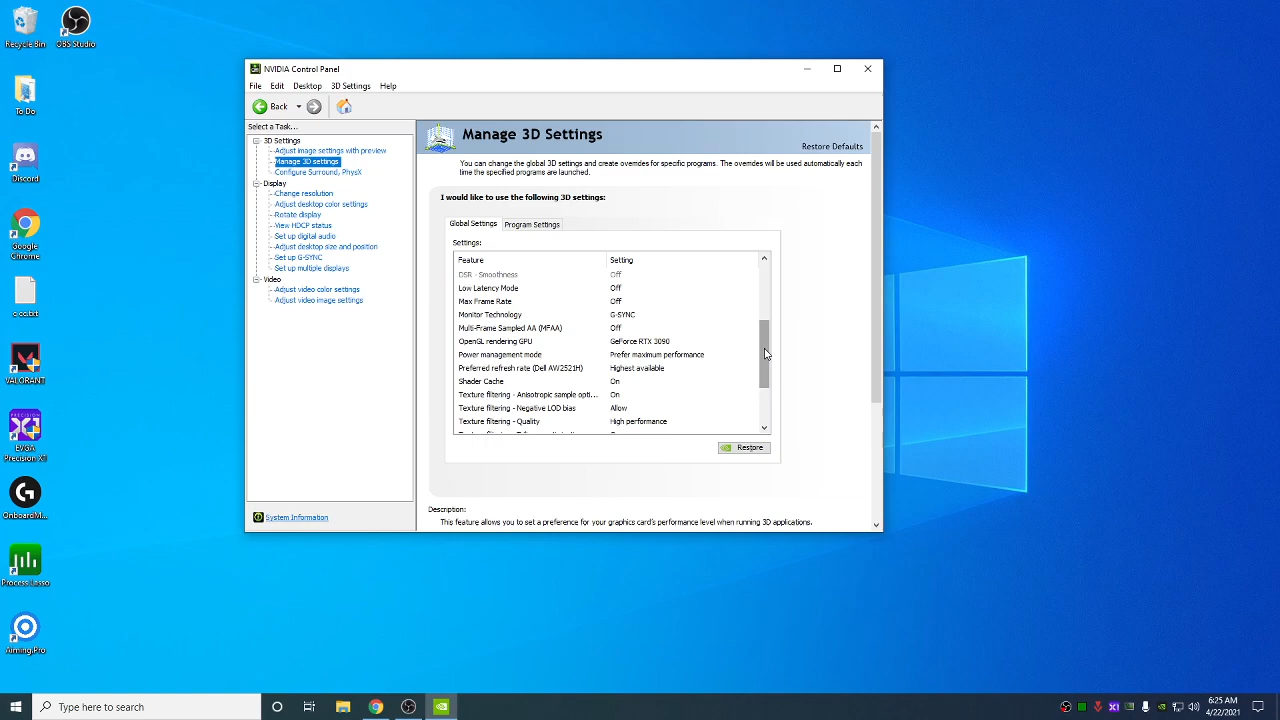 Recycle Bin
OBS Studio
To Do
Discord
Google
Chrome
VALORANT
EVGA
Precision X1
OnboardM...
Process Lasso
Aiming.Pro
NVIDIA Control Panel
File Edit Desktop 3D Settings Help
Back
Select a Task...
3D Settings
Adjust image settings with preview
Manage 3D settings
Configure Surround, PhysX
Display
Change resolution
Adjust desktop color settings
Rotate display
View HDCP status
Set up digital audio
Adjust desktop size and position
Set up G-SYNC
Set up multiple displays
Video
Adjust video color settings
Adjust video image settings
System Information
Manage 3D Settings
Restore Defaults
You can change the global 3D settings and create overrides for specific programs. The overrides will be used automatically each
time the specified programs are launched.
I would like to use the following 3D settings:
Global Settings Program Settings
Settings:
Feature Setting
DSR - Smoothness Off
Low Latency Mode Off
Max Frame Rate Off
Monitor Technology G-SYNC
Multi-Frame Sampled AA (MFAA) Off
OpenGL rendering GPU GeForce RTX 3090
Power management mode Prefer maximum performance
Preferred refresh rate (Dell AW2521H) Highest available
Shader Cache On
Texture filtering - Anisotropic sample opti... On
Texture filtering - Negative LOD bias Allow
Texture filtering - Quality High performance
Restore
Description:
This feature allows you to set a preference for your graphics card's performance level when running 3D applications.
Type here to search
6:25 AM
4/22/2021